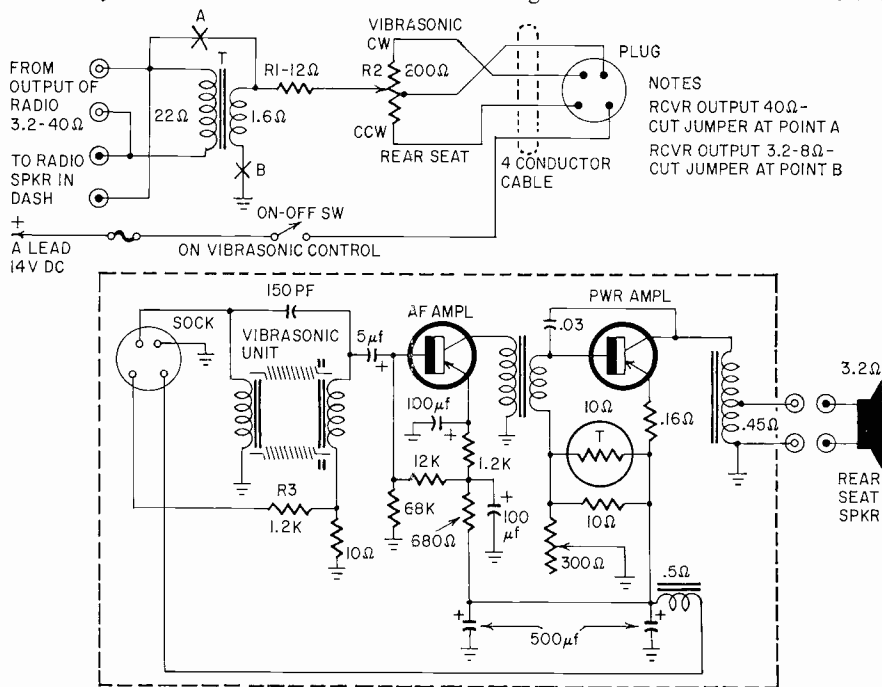 A
T
VIBRASONIC
CW
PLUG
FROM
OUTPUT OF
RADIO
3.2-40Ω
R1-12Ω
R2
200Ω
22Ω
1.6Ω
NOTES
RCVR OUTPUT 40Ω-
CUT JUMPER AT POINT A
RCVR OUTPUT 3.2-8Ω-
CUT JUMPER AT POINT B
TO RADIO
SPKR IN
DASH
B
CCW
REAR SEAT
4 CONDUCTOR
CABLE
+
A LEAD
14V DC
ON-OFF SW
ON VIBRASONIC CONTROL
150 PF
SOCK
VIBRASONIC
UNIT
5μf
+
AF AMPL
PWR AMPL
.03
3.2Ω
100μf
+
10Ω
T
.16Ω
.45Ω
12K
1.2K
REAR
SEAT
SPKR
R3
1.2K
68K
+
100
μf
10Ω
10Ω
680Ω
300Ω
.5Ω
+
500μf
+